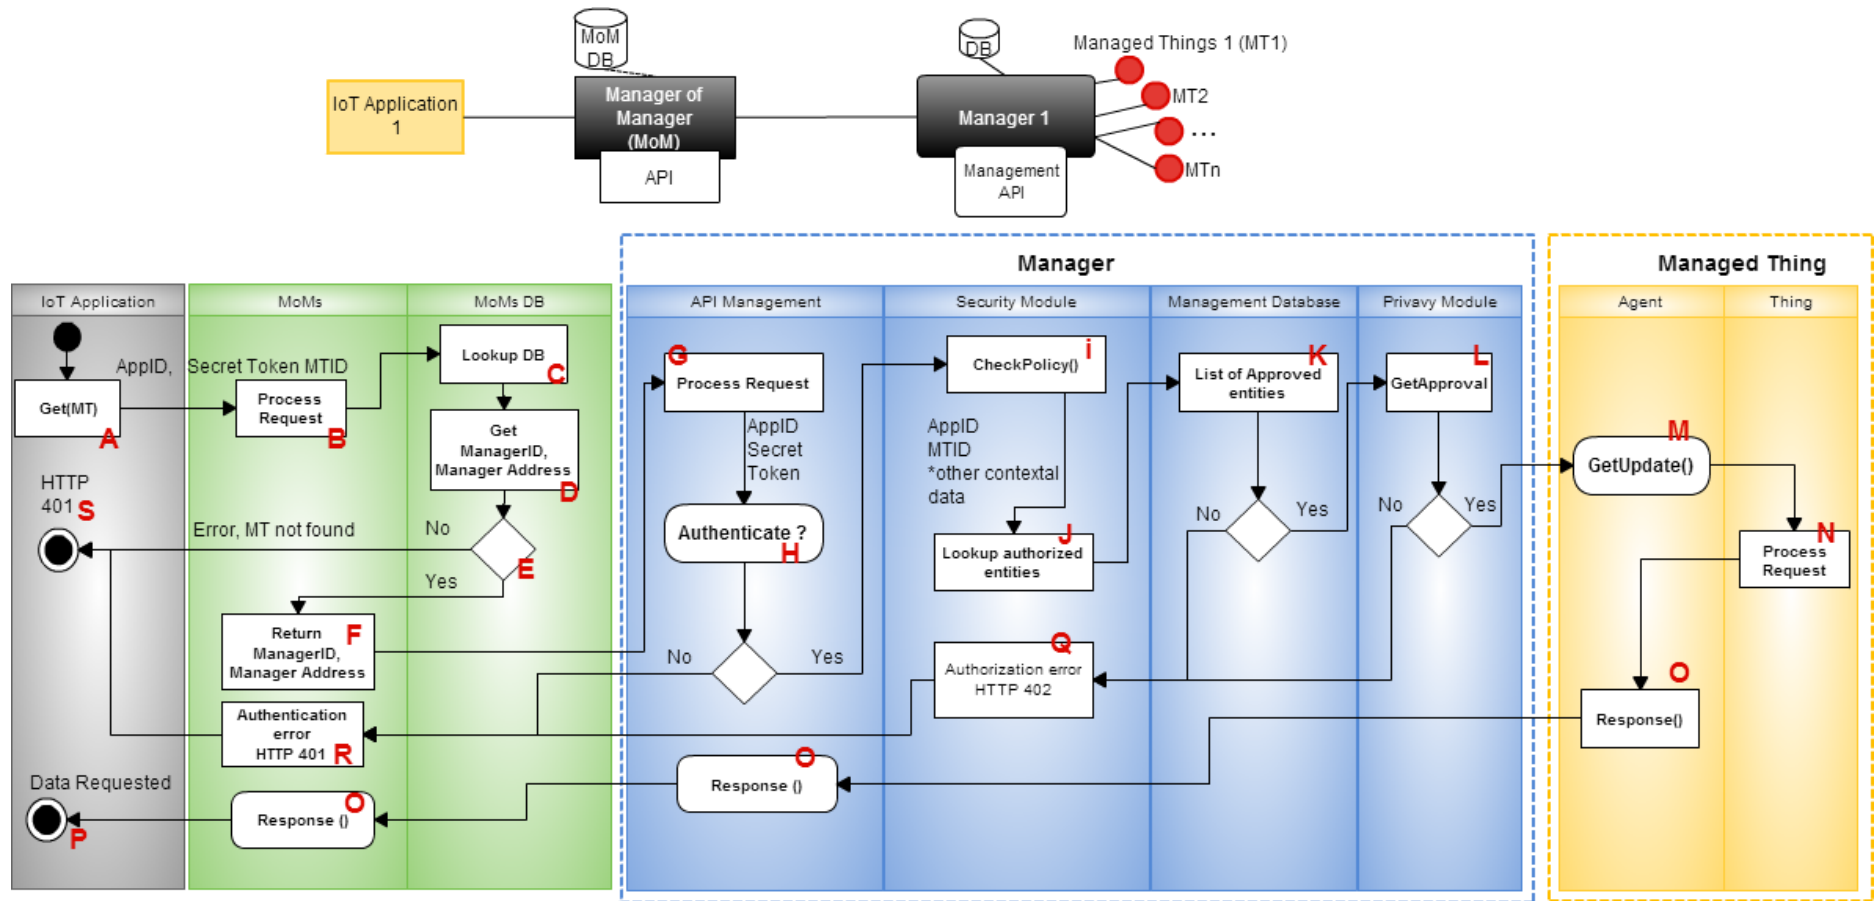 MoM
DB
DB
Managed Things 1 (MT1)
IoT Application
1
Manager of
Manager
(MoM)
API
Manager 1
Management
API
MT2
...
MTn
Manager
Managed Thing
IoT Application
MoMs
MoMs DB
API Management
Security Module
Management Database
Privavy Module
Agent
Thing
AppID,
Secret Token MTID
Get(MT)
A
Process
Request
B
Lookup DB
C
Get
ManagerID,
Manager Address
D
HTTP
401 S
Error, MT not found
No
E
Yes
Return
ManagerID,
Manager Address
F
Authentication
error
HTTP 401
R
Data Requested
P
Response ()
O
G
Process Request
AppID
Secret
Token
Authenticate ?
H
No
Yes
Response ()
O
CheckPolicy()
i
AppID
MTID
*other contextal
data
J
Lookup authorized
entities
Q
Authorization error
HTTP 402
K
List of Approved
entities
No
Yes
L
GetApproval
No
Yes
M
GetUpdate()
N
Process
Request
O
Response()